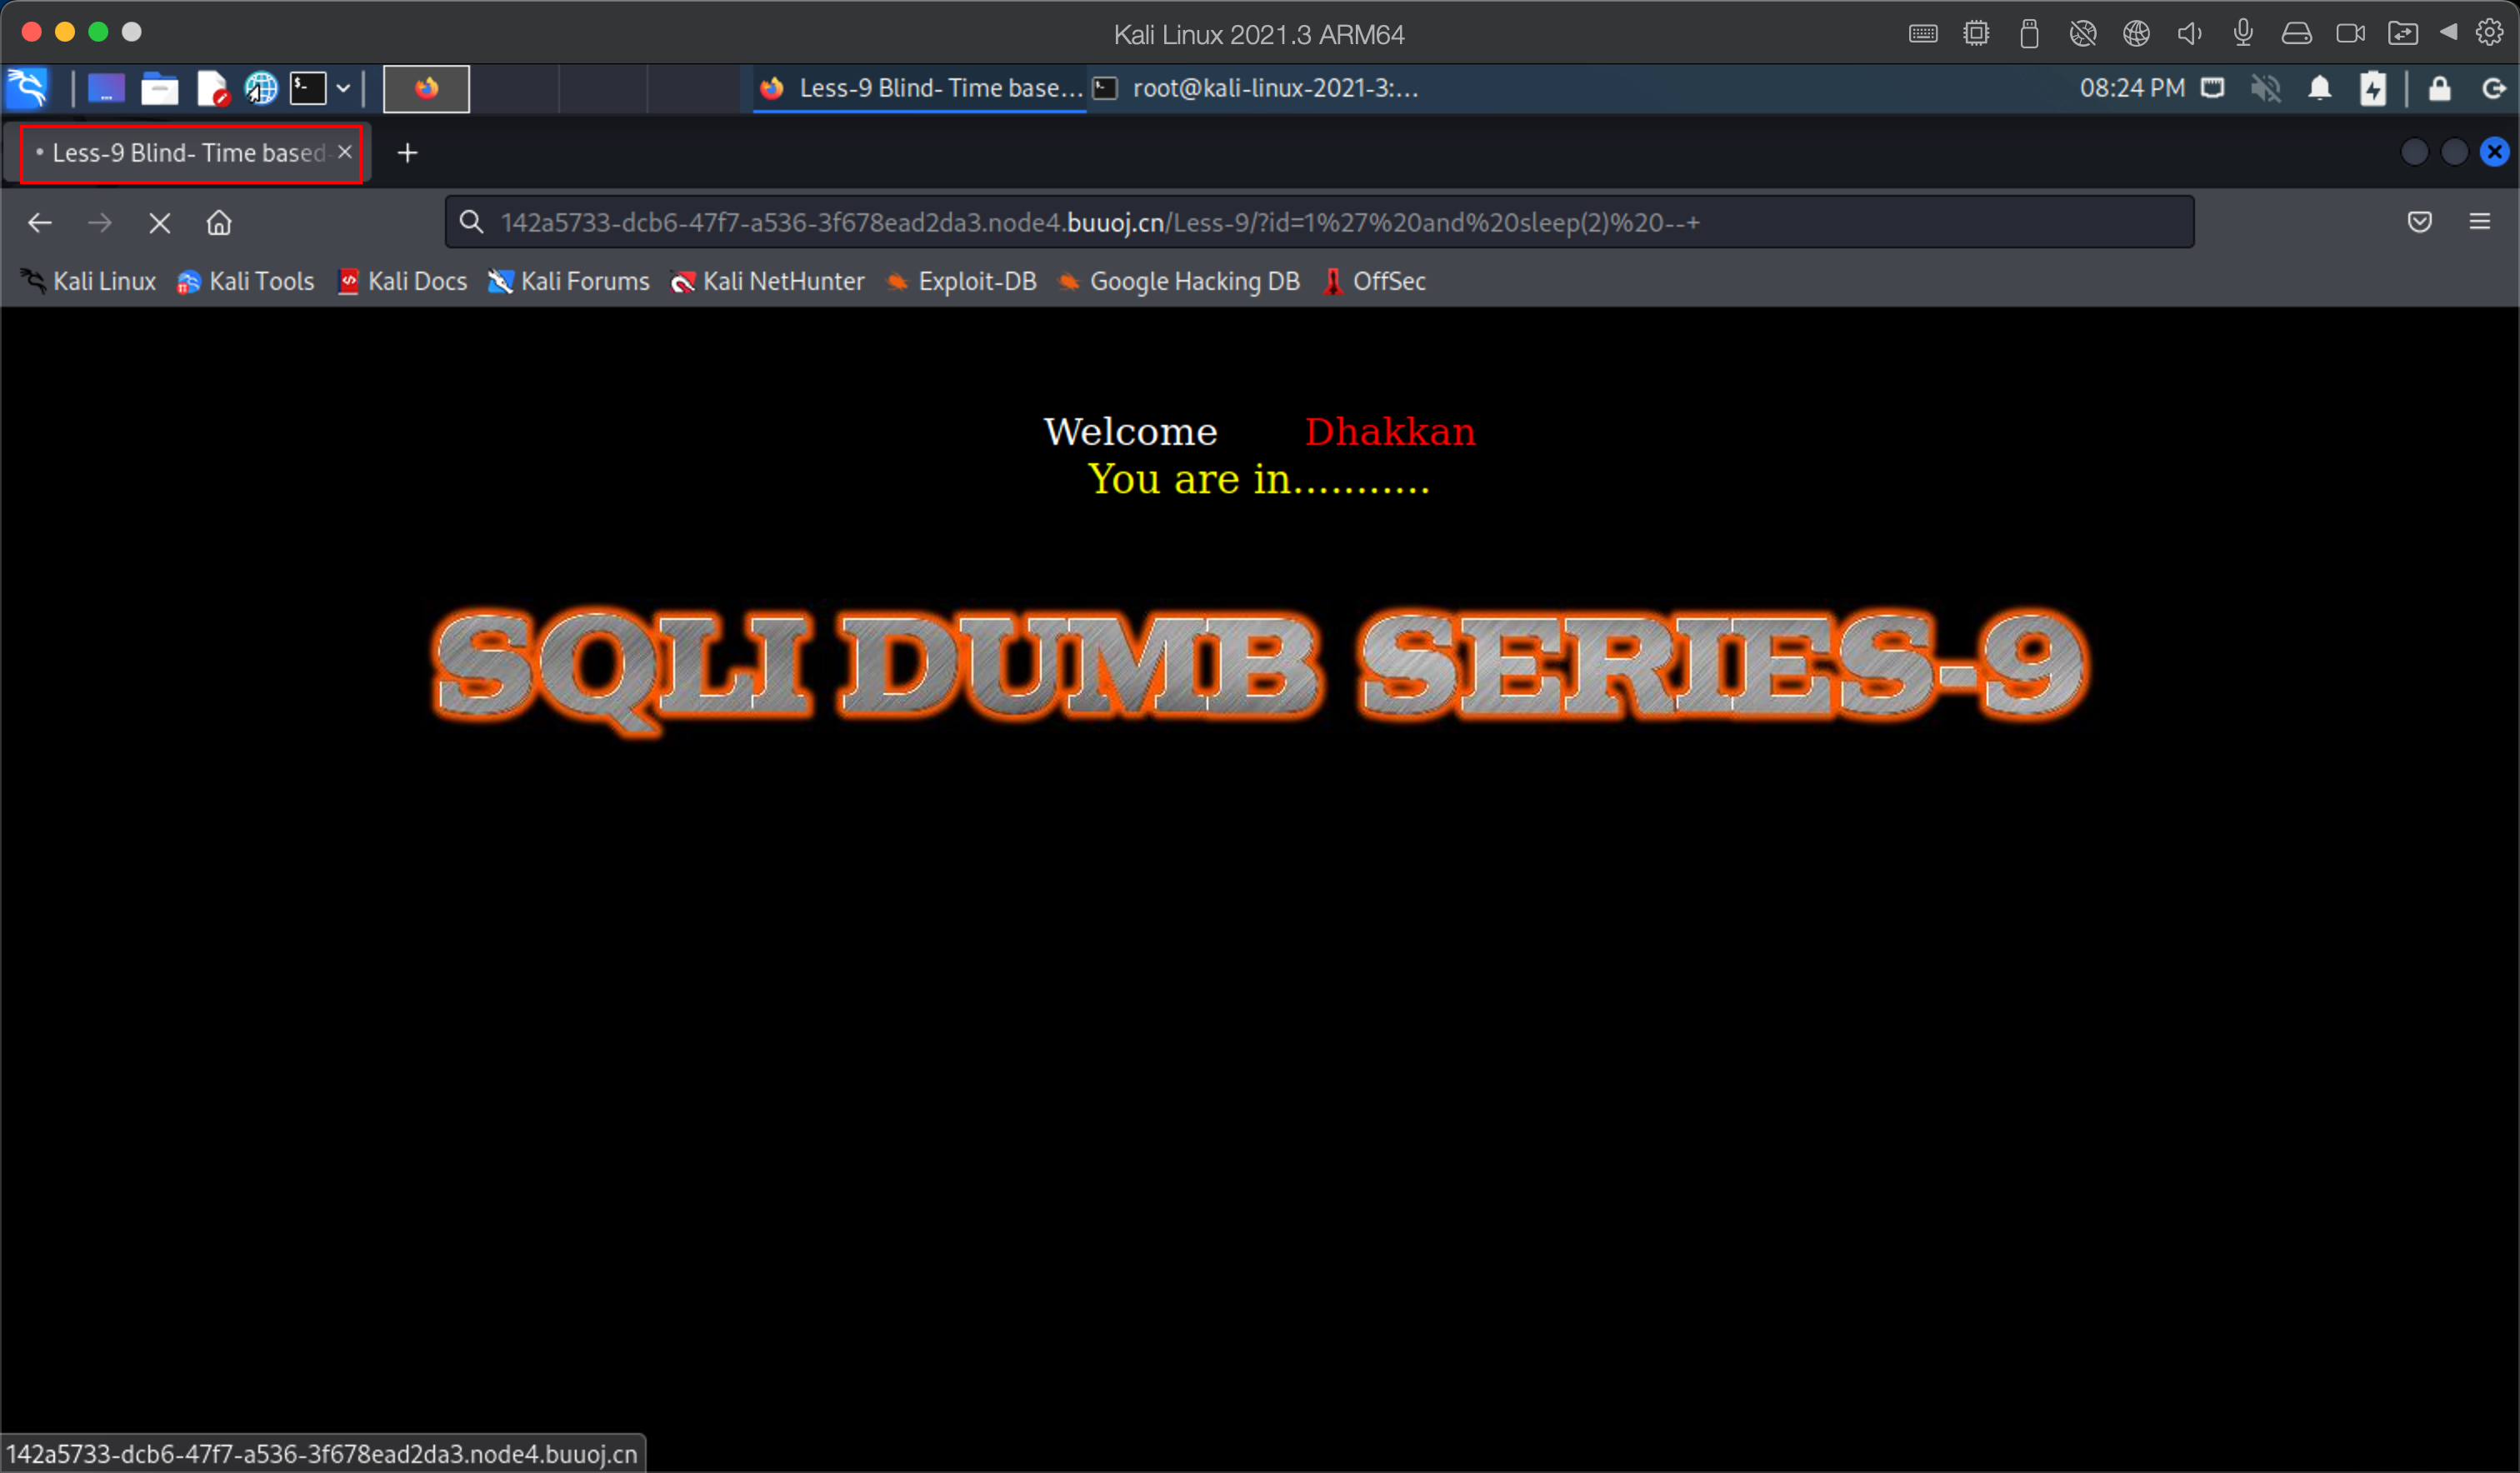 Kali Linux 2021.3 ARM64
Less-9 Blind- Time base... root@kali-linux-2021-3:... 08:24 PM
Less-9 Blind- Time based-
142a5733-dcb6-47f7-a536-3f678ead2da3.node4.buuoj.cn/Less-9/?id=1%27%20and%20sleep(2)%20--+
Kali Linux Kali Tools Kali Docs Kali Forums Kali NetHunter Exploit-DB Google Hacking DB OffSec
Welcome Dhakkan
You are in...........
SQLI DUMB SERIES-9
142a5733-dcb6-47f7-a536-3f678ead2da3.node4.buuoj.cn